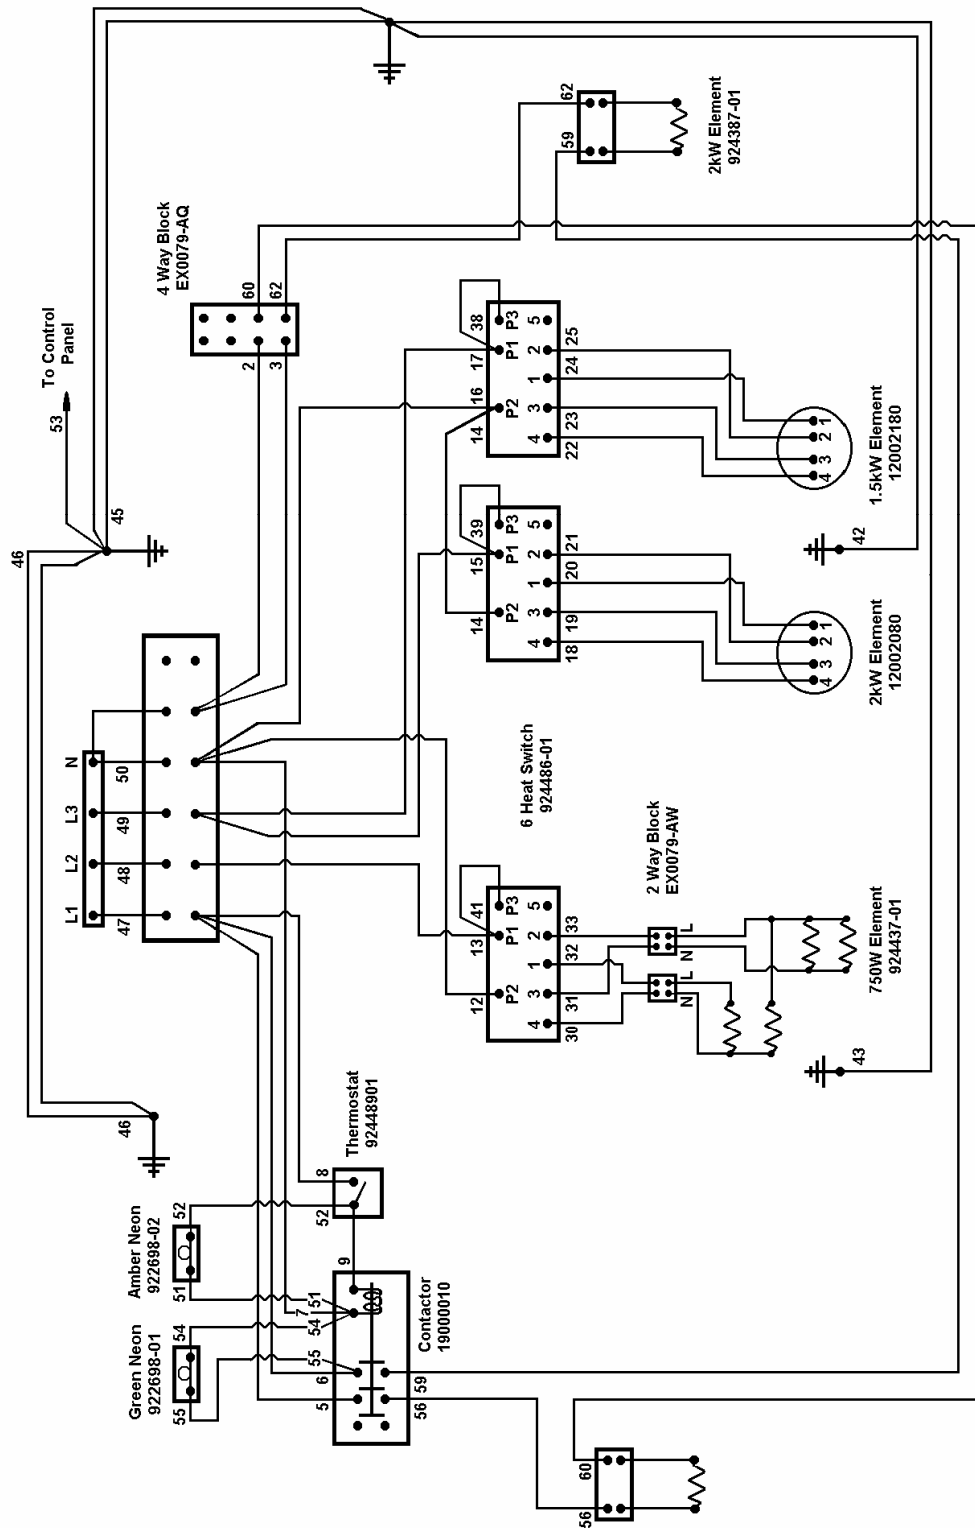 To Control
Panel
53
4 Way Block
EX0079-AQ
60
62
2
3
62
59
2kW Element
924387-01
46
45
L1
L2
L3
N
47
48
49
50
38
17
16
14
P3
P1
P2
5
2
1
3
4
25
24
23
22
1
2
3
4
1.5kW Element
12002180
39
15
14
P3
P1
P2
5
2
1
3
4
21
20
19
18
1
2
3
4
2kW Element
12002080
42
6 Heat Switch
924486-01
41
13
12
P3
P1
P2
5
2
1
3
4
33
32
31
30
2 Way Block
EX0079-AW
L
N
L
N
750W Element
924437-01
43
46
Thermostat
92448901
8
52
Amber Neon
922698-02
52
51
Green Neon
922698-01
54
55
9
51
7
54
55
6
5
Contactor
19000010
59
56
60
56